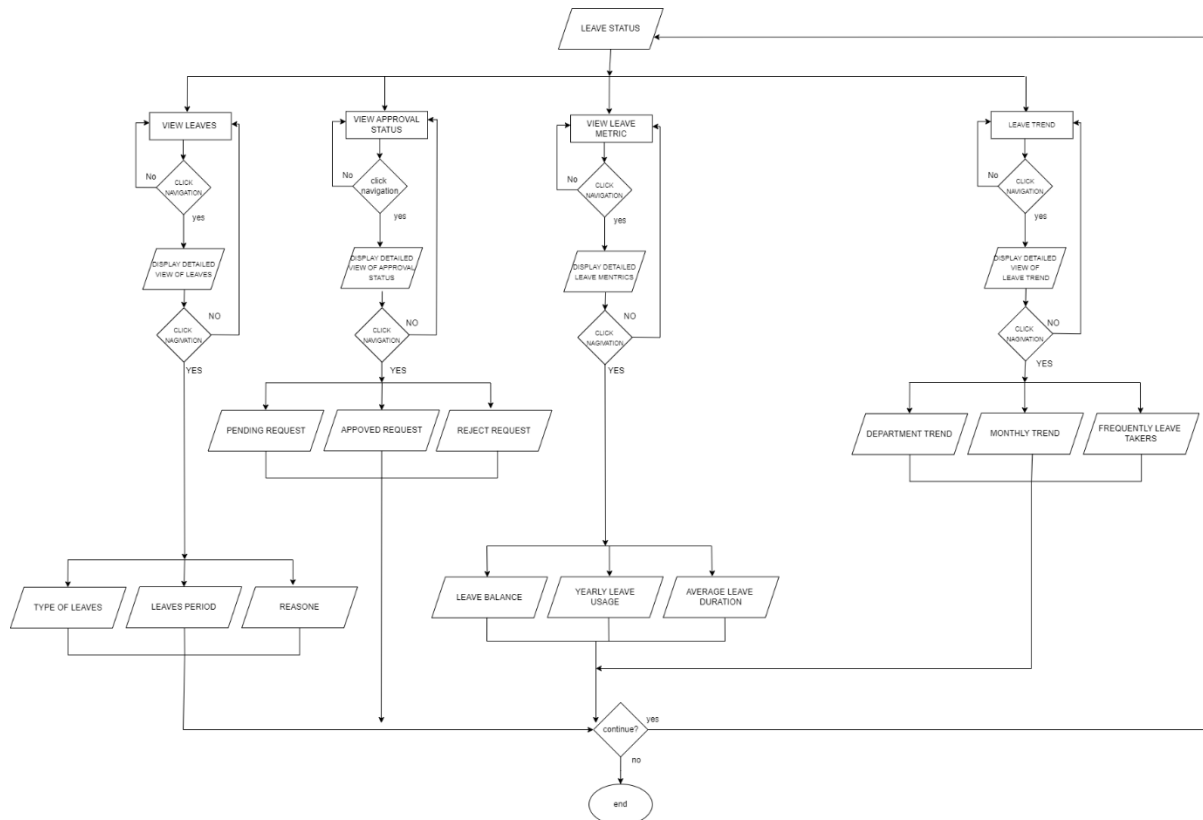 LEAVE STATUS
VIEW LEAVES
VIEW APPROVAL
STATUS
VIEW LEAVE
METRIC
LEAVE TREND
No
CLICK
NAVIGATION
yes
No
click
navigation
yes
No
CLICK
NAVIGATION
yes
No
CLICK
NAVIGATION
yes
DISPLAY DETAILED
VIEW OF LEAVES
DISPLAY DETAILED
VIEW OF APPROVAL
STATUS
DISPLAY DETAILED
LEAVE MENTRICS
DISPLAY DETAILED
VIEW OF
LEAVE TREND
NO
CLICK
NAGIVATION
YES
NO
CLICK
NAVIGATION
YES
NO
CLICK
NAGIVATION
YES
NO
CLICK
NAGIVATION
YES
PENDING REQUEST
APPOVED REQUEST
REJECT REQUEST
DEPARTMENT TREND
MONTHLY TREND
FREQUENTLY LEAVE
TAKERS
TYPE OF LEAVES
LEAVES PERIOD
REASONE
LEAVE BALANCE
YEARLY LEAVE
USAGE
AVERAGE LEAVE
DURATION
continue?
yes
no
end